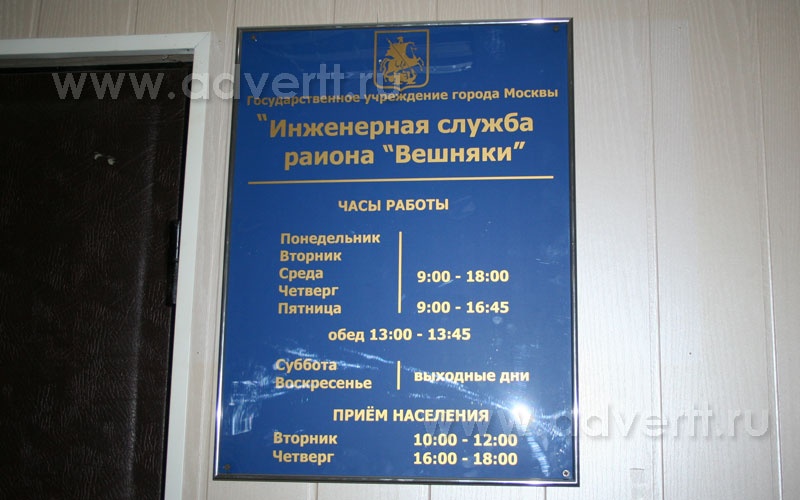 www.advertt.ru
Государственное учреждение города Москвы
“Инженерная служба
раиона “Вешняки”
ЧАСЫ РАБОТЫ
Понедельник
Вторник
Среда 9:00 - 18:00
Четверг
Пятница 9:00 - 16:45
обед 13:00 - 13:45
Суббота
Воскресенье выходные дни
ПРИЁМ НАСЕЛЕНИЯ
Вторник 10:00 - 12:00
Четверг 16:00 - 18:00
www.advertt.ru